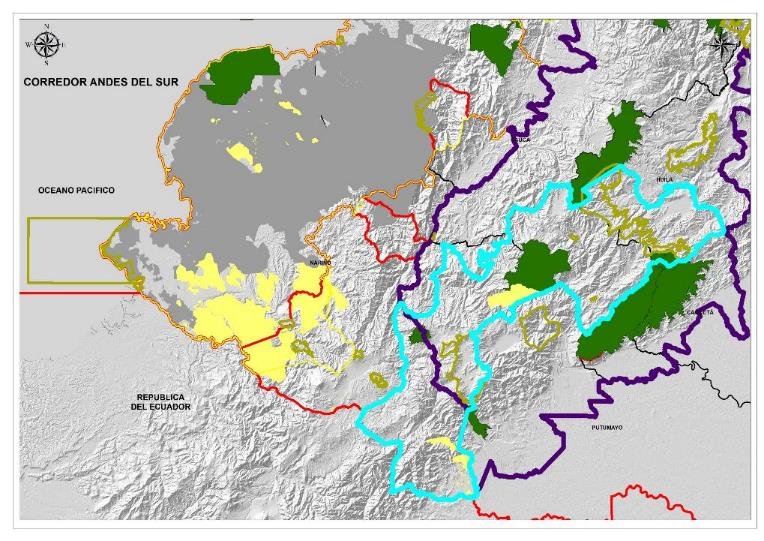 N
W E
S
CORREDOR ANDES DEL SUR
OCEANO PACIFICO
HUILA
NARIÑO
CAQUETA
REPUBLICA
DEL ECUADOR
PUTUMAYO